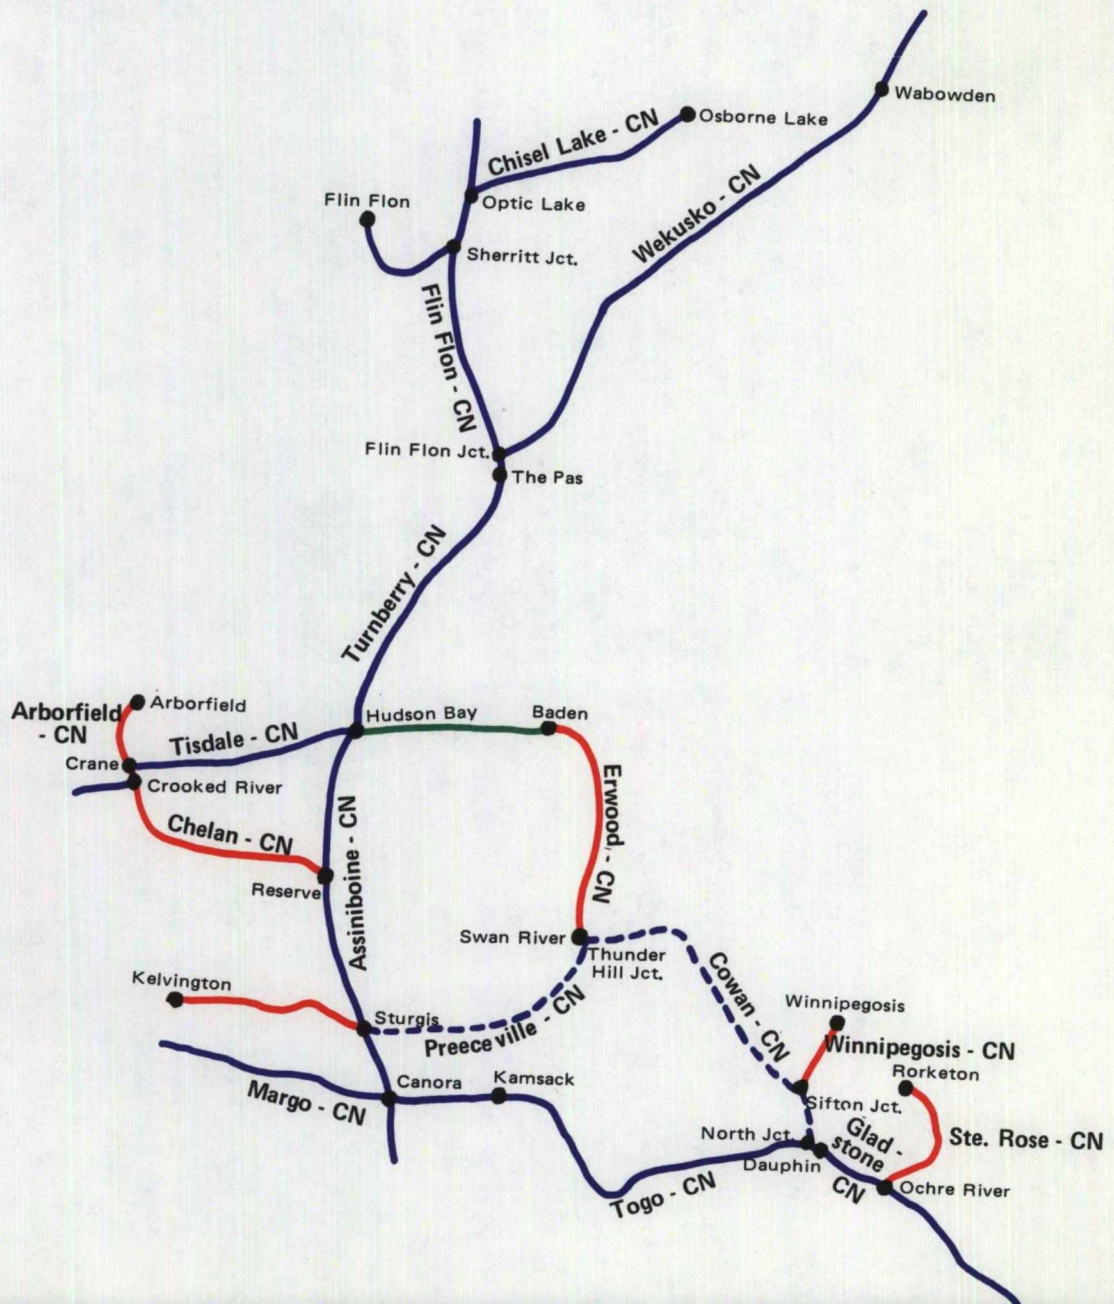 Wabowden
Osborne Lake
Chisel Lake - CN
Flin Flon
Optic Lake
Wekusko - CN
Sherritt Jct.
Flin Flon - CN
Flin Flon Jct.
The Pas
Turnberry - CN
Arborfield
- CN
Arborfield
Hudson Bay
Baden
Tisdale - CN
Crane
Crooked River
Erwood - CN
Chelan - CN
Assiniboine - CN
Reserve
Swan River
Thunder
Hill Jct.
Cowan - CN
Kelvington
Sturgis
Preeceville - CN
Winnipegosis
Winnipegosis - CN
Rorketon
Canora
Kamsack
Margo - CN
Sifton Jct.
North Jct.
Glad -
stone
CN
Ste. Rose - CN
Dauphin
Togo - CN
Ochre River